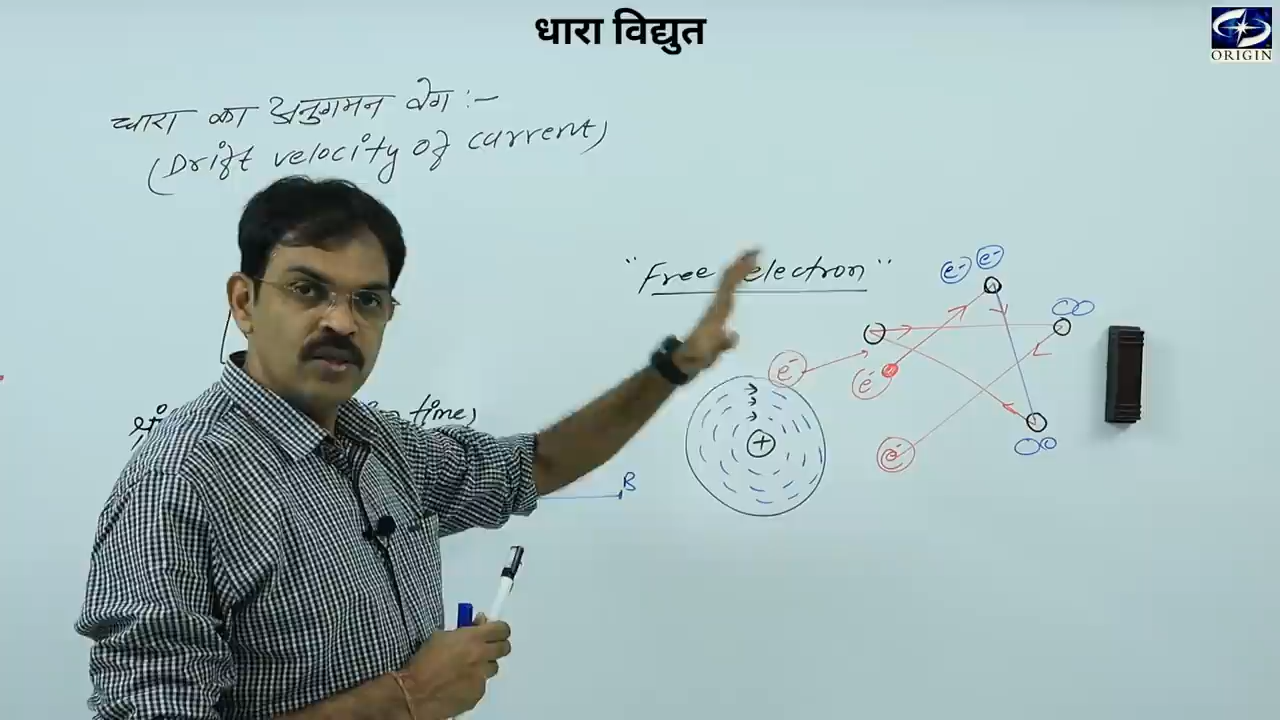 धारा विद्युत
ORIGIN
धारा का अनुगमन वेग :-
(Drift velocity of current)
"Free electron"
e⁻ e⁻
e⁻
e⁻
+
e⁻
time)
B